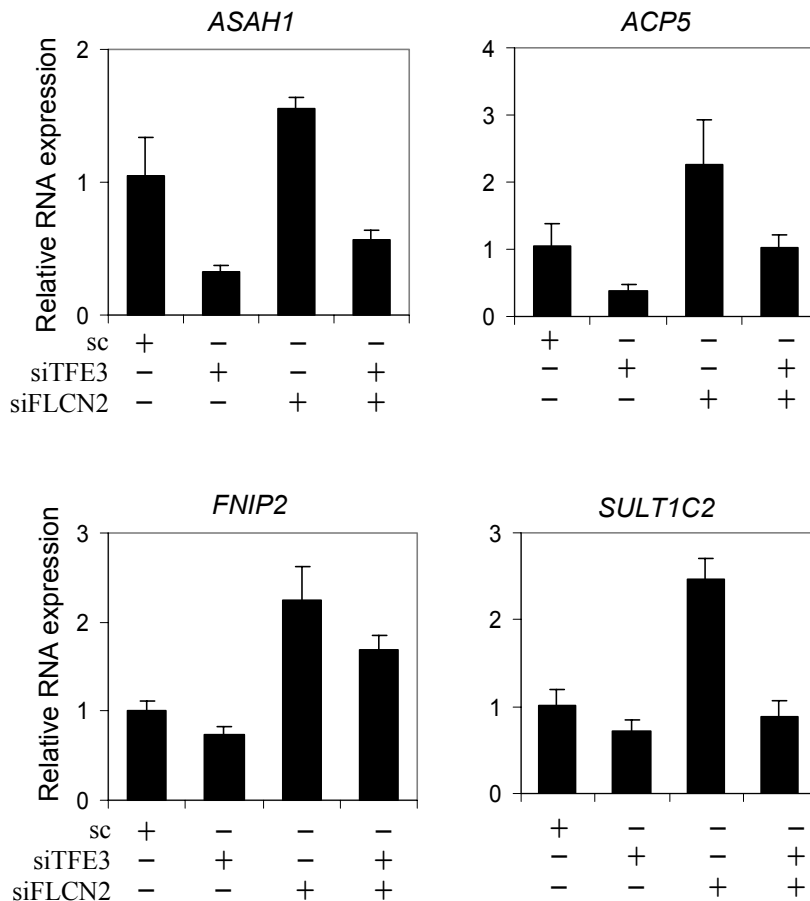 ASAH1
ACP5
Relative RNA expression
2
1
0
4
3
2
1
0
sc + − − −
siTFE3 − + − +
siFLCN2 − − + +
+ − − −
− + − +
− − + +
FNIP2
SULT1C2
Relative RNA expression
3
2
1
0
3
2
1
0
sc + − − −
siTFE3 − + − +
siFLCN2 − − + +
+ − − −
− + − +
− − + +